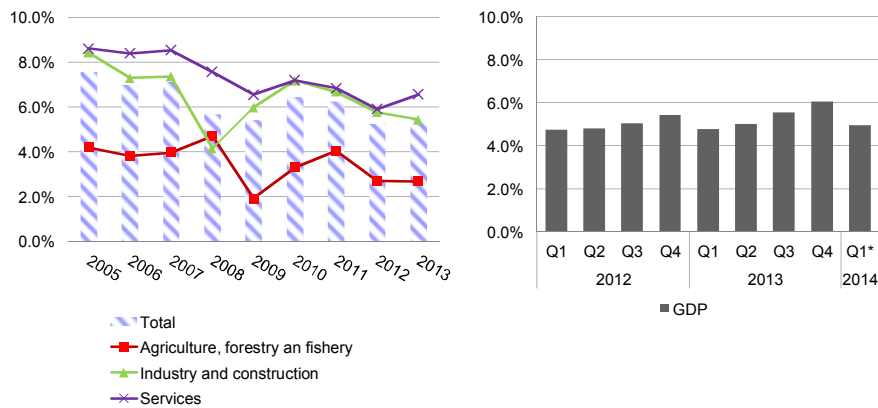 10.0%
8.0%
6.0%
4.0%
2.0%
0.0%
2005 2006 2007 2008 2009 2010 2011 2012 2013
Total
Agriculture, forestry an fishery
Industry and construction
Services
10.0%
8.0%
6.0%
4.0%
2.0%
0.0%
Q1 Q2 Q3 Q4 Q1 Q2 Q3 Q4 Q1*
2012 2013 2014
GDP